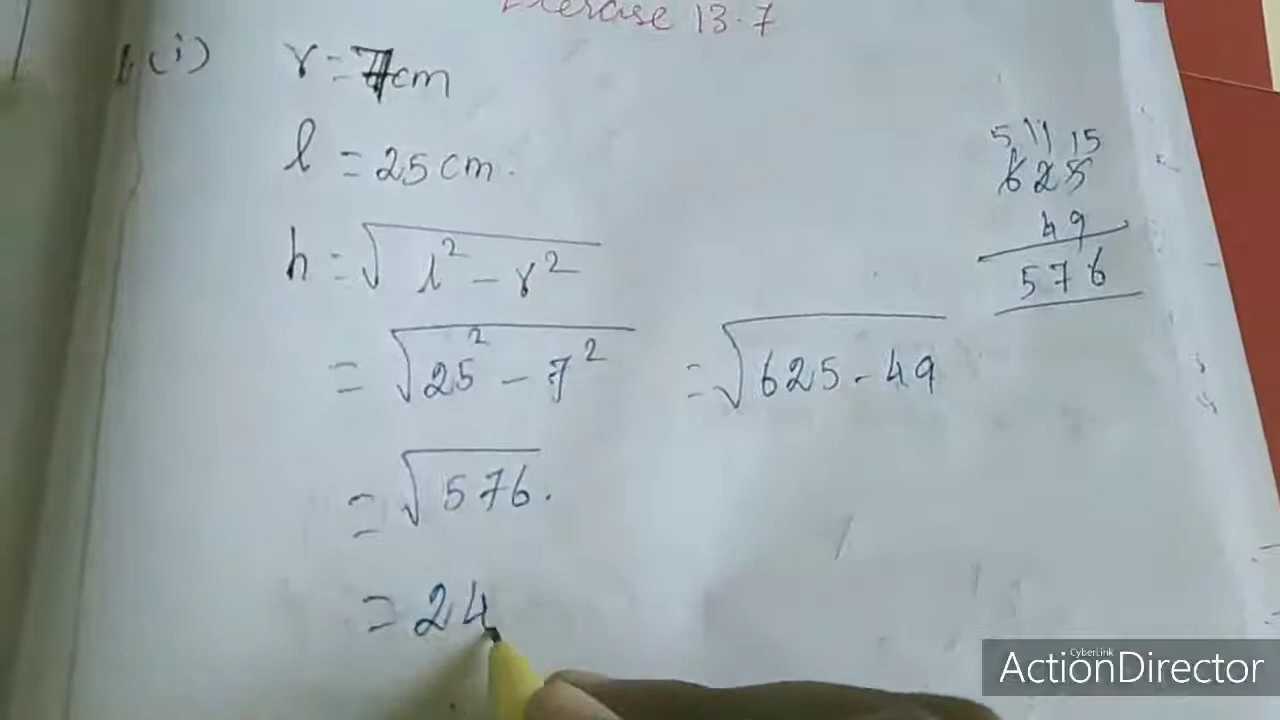 Exercise 13.7
(i) r = 7cm
l = 25 cm.
h = √l² - r²
= √25² - 7² = √625 - 49
= √576.
= 24
5 11 15
625
49
576
CyberLink
ActionDirector